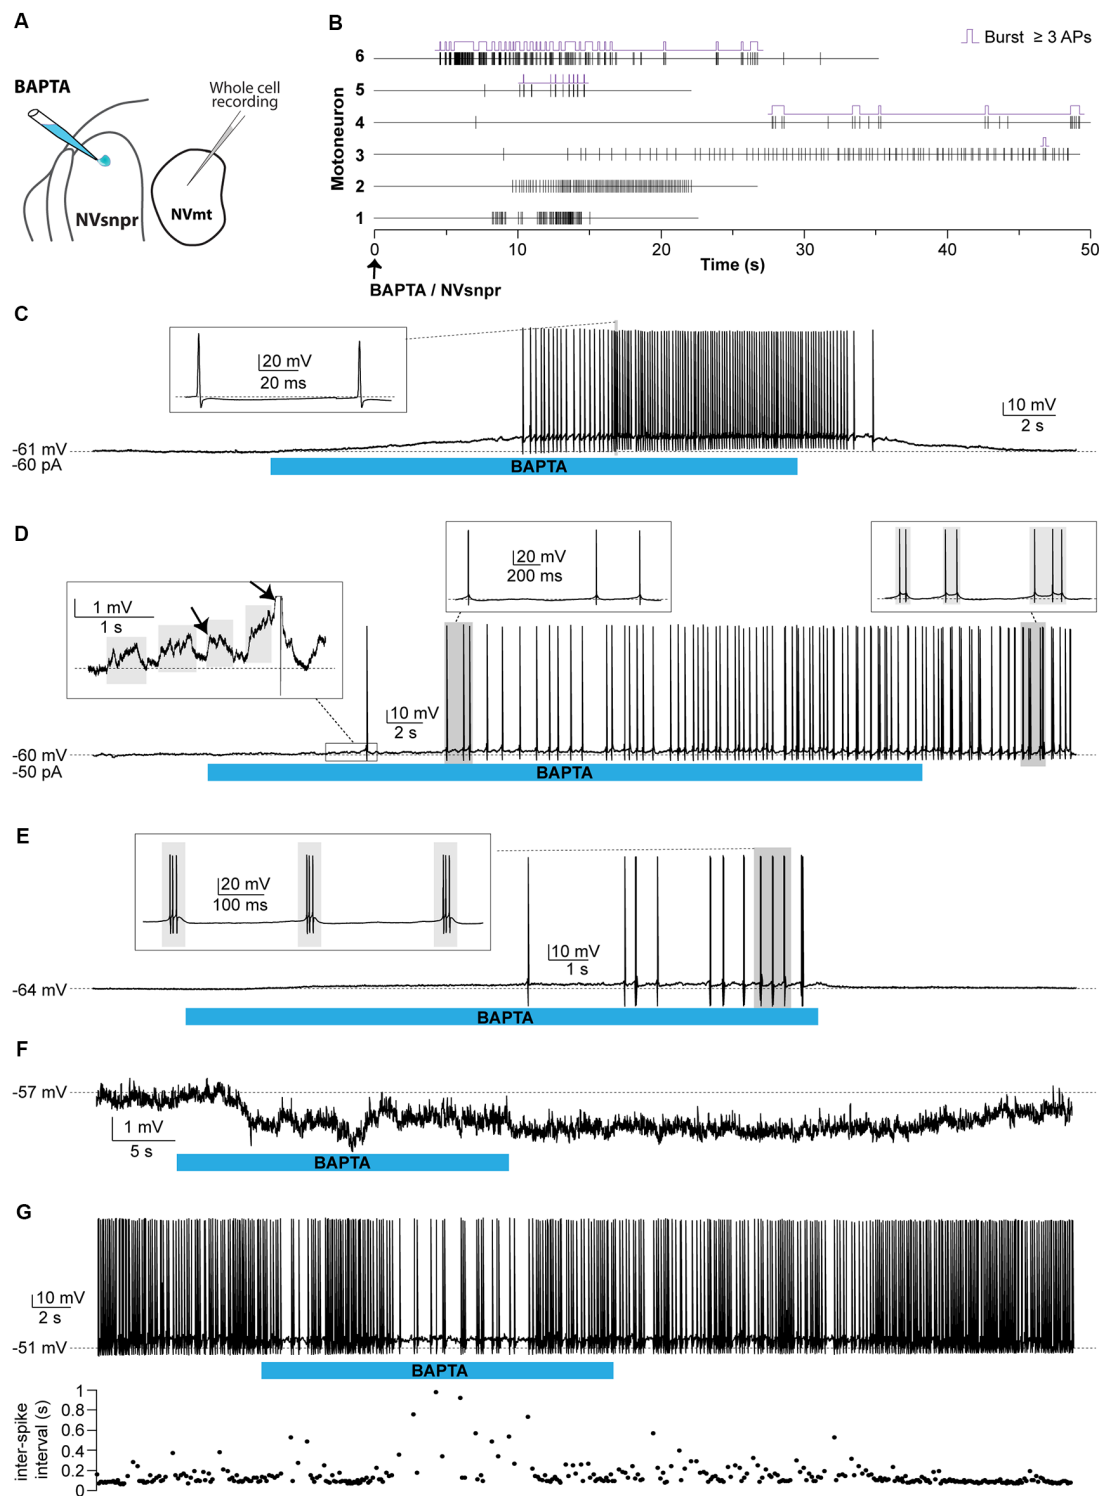 A
BAPTA
Whole cell
recording
NVsnpr
NVmt
B
Burst ≥ 3 APs
Motoneuron
6
5
4
3
2
1
0
10
20
30
40
50
Time (s)
BAPTA / NVsnpr
C
20 mV
20 ms
10 mV
2 s
-61 mV
-60 pA
BAPTA
D
1 mV
1 s
20 mV
200 ms
10 mV
2 s
-60 mV
-50 pA
BAPTA
E
20 mV
100 ms
10 mV
1 s
-64 mV
BAPTA
F
-57 mV
1 mV
5 s
BAPTA
G
10 mV
2 s
-51 mV
BAPTA
inter-spike
interval (s)
1
0.8
0.6
0.4
0.2
0